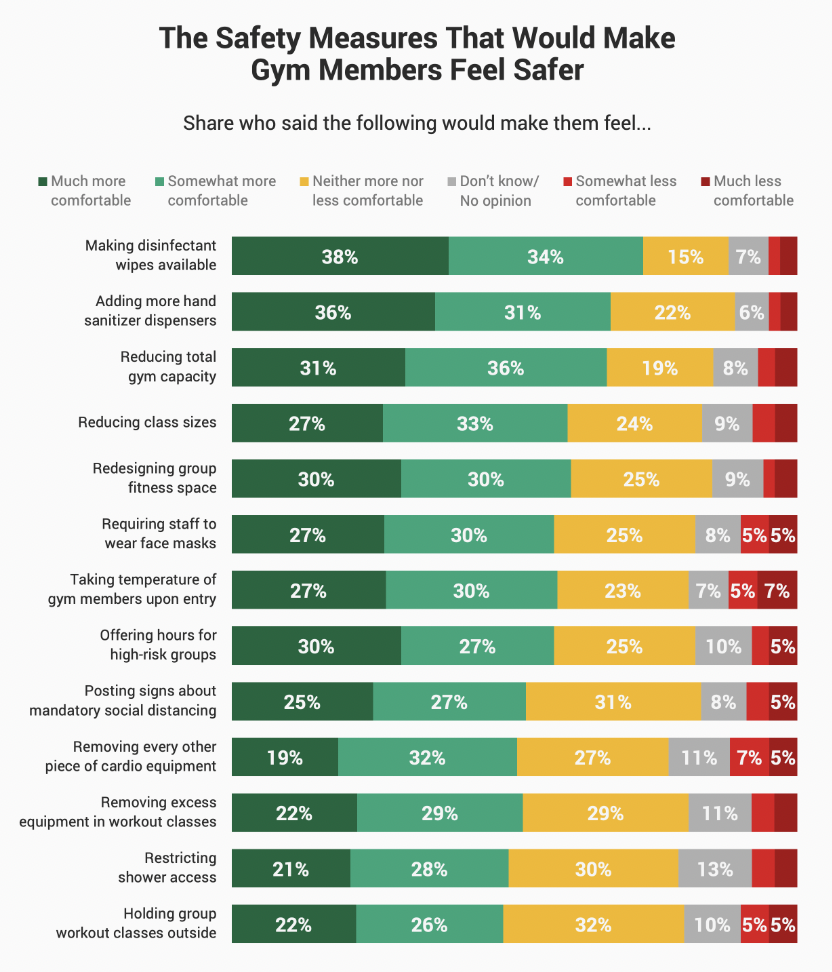 The Safety Measures That Would Make
Gym Members Feel Safer
Share who said the following would make them feel...
Much more
comfortable
Somewhat more
comfortable
Neither more nor
less comfortable
Don't know/
No opinion
Somewhat less
comfortable
Much less
comfortable
Making disinfectant
wipes available
38% 34% 15% 7%
Adding more hand
sanitizer dispensers
36% 31% 22% 6%
Reducing total
gym capacity
31% 36% 19% 8%
Reducing class sizes
27% 33% 24% 9%
Redesigning group
fitness space
30% 30% 25% 9%
Requiring staff to
wear face masks
27% 30% 25% 8% 5% 5%
Taking temperature of
gym members upon entry
27% 30% 23% 7% 5% 7%
Offering hours for
high-risk groups
30% 27% 25% 10% 5%
Posting signs about
mandatory social distancing
25% 27% 31% 8% 5%
Removing every other
piece of cardio equipment
19% 32% 27% 11% 7% 5%
Removing excess
equipment in workout classes
22% 29% 29% 11%
Restricting
shower access
21% 28% 30% 13%
Holding group
workout classes outside
22% 26% 32% 10% 5% 5%